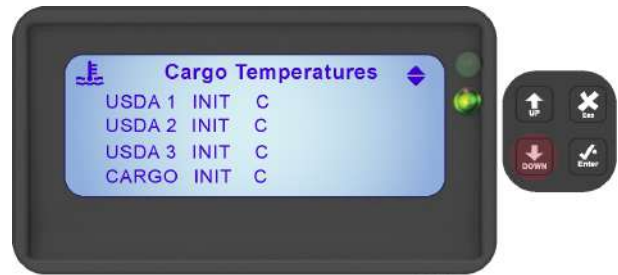 Cargo Temperatures
USDA 1 INIT C
USDA 2 INIT C
USDA 3 INIT C
CARGO INIT C
UP
Esc
DOWN
Enter